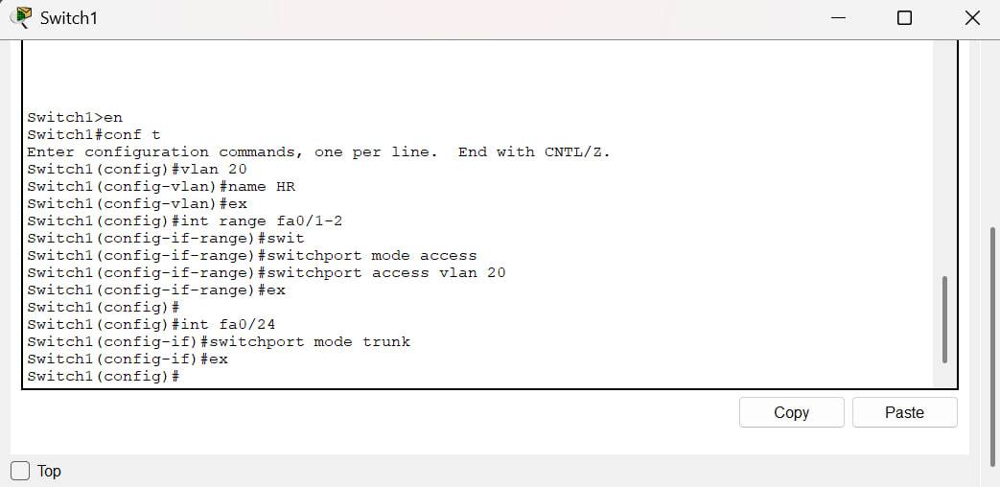 Switch1
Switch1>en
Switch1#conf t
Enter configuration commands, one per line.  End with CNTL/Z.
Switch1(config)#vlan 20
Switch1(config-vlan)#name HR
Switch1(config-vlan)#ex
Switch1(config)#int range fa0/1-2
Switch1(config-if-range)#swit
Switch1(config-if-range)#switchport mode access
Switch1(config-if-range)#switchport access vlan 20
Switch1(config-if-range)#ex
Switch1(config)#
Switch1(config)#int fa0/24
Switch1(config-if)#switchport mode trunk
Switch1(config-if)#ex
Switch1(config)#
Copy
Paste
Top